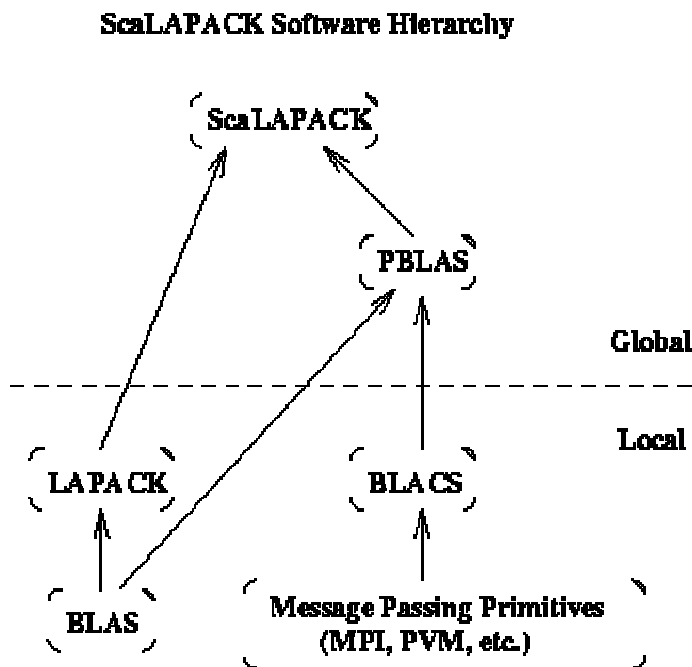 ScaLAPACK Software Hierarchy
ScaLAPACK
PBLAS
Global
Local
LAPACK
BLACS
BLAS
Message Passing Primitives
(MPI, PVM, etc.)